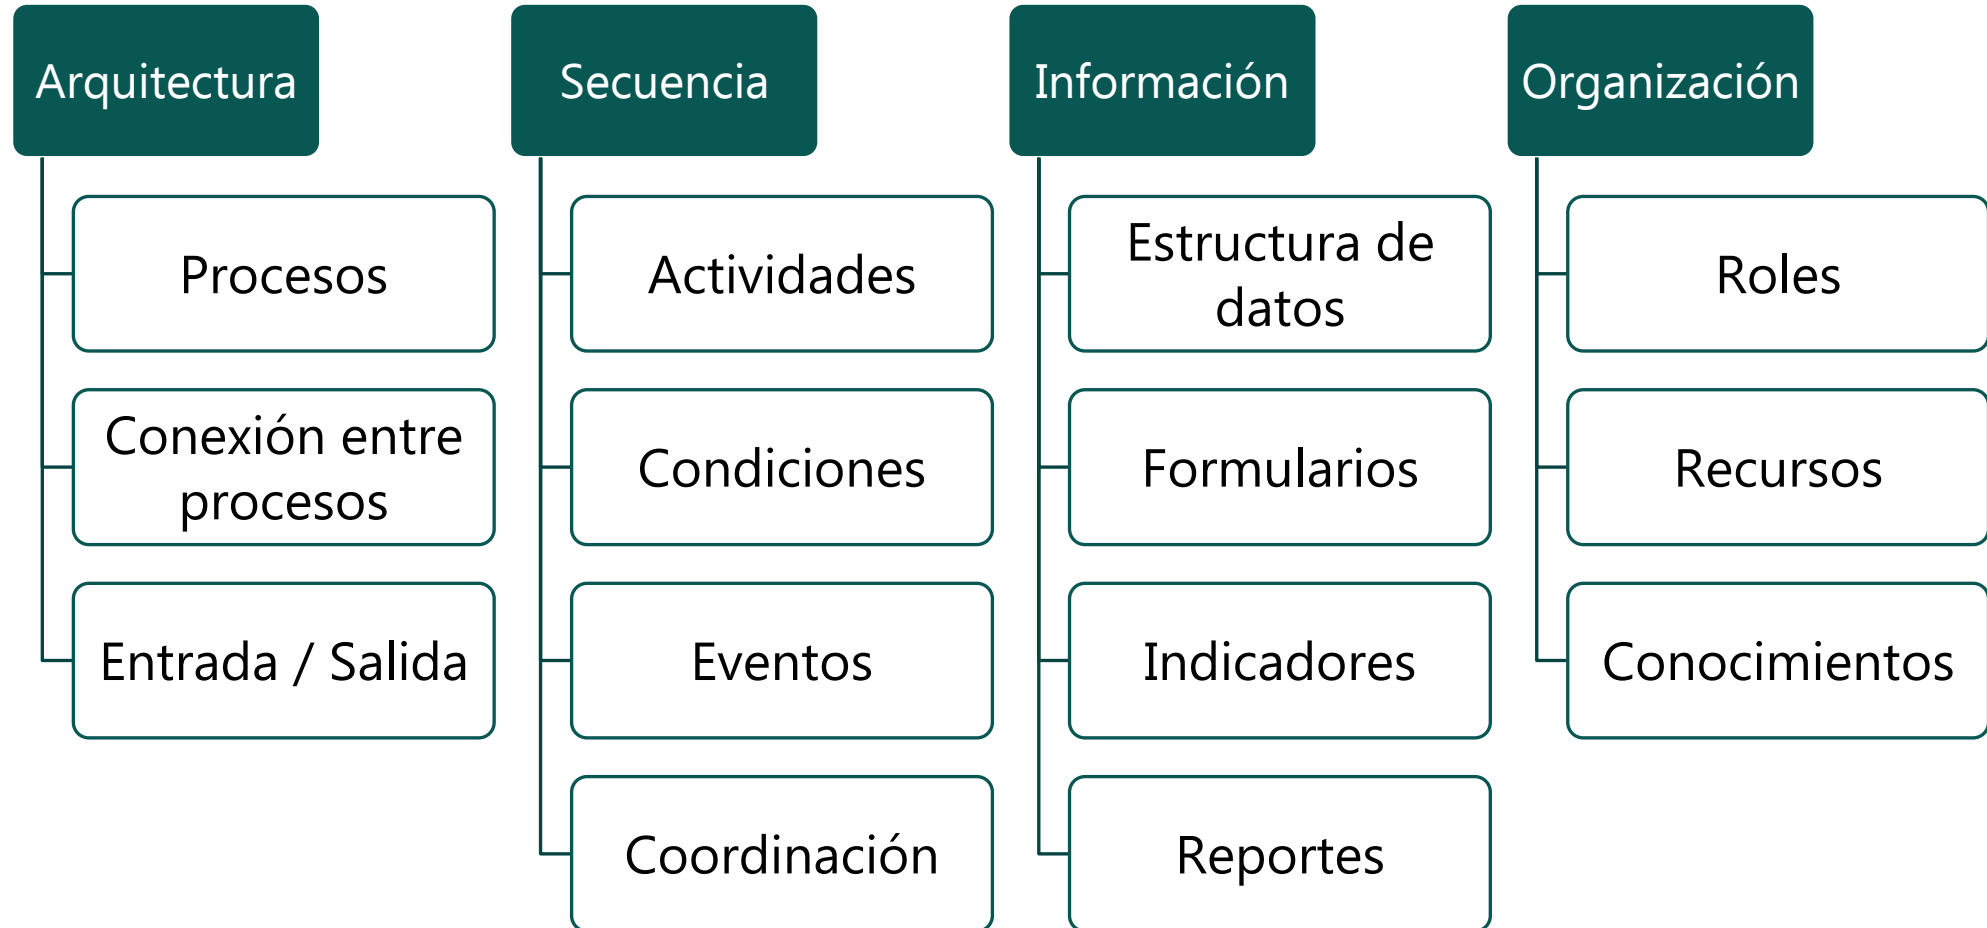 Arquitectura
Procesos
Conexión entre
procesos
Entrada / Salida
Secuencia
Actividades
Condiciones
Eventos
Coordinación
Información
Estructura de
datos
Formularios
Indicadores
Reportes
Organización
Roles
Recursos
Conocimientos